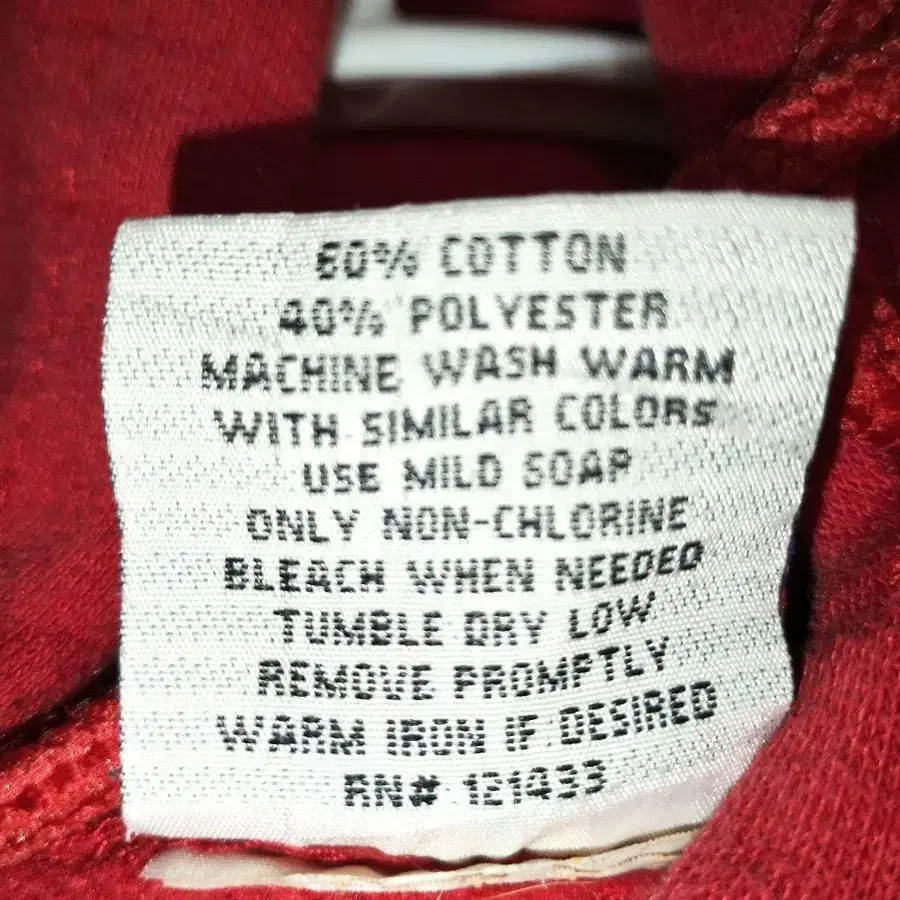 60% COTTON
40% POLYESTER
MACHINE WASH WARM
WITH SIMILAR COLORS
USE MILD SOAP
ONLY NON-CHLORINE
BLEACH WHEN NEEDED
TUMBLE DRY LOW
REMOVE PROMPTLY
WARM IRON IF DESIRED
RN# 121433